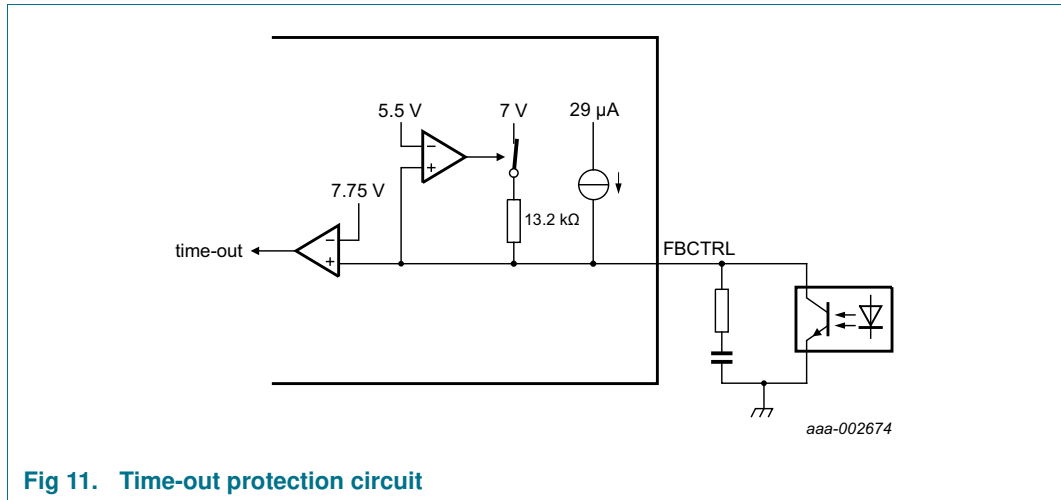 5.5 V
7 V
29 µA
−
+
7.75 V
13.2 kΩ
time-out
−
+
FBCTRL
aaa-002674
Fig 11. Time-out protection circuit